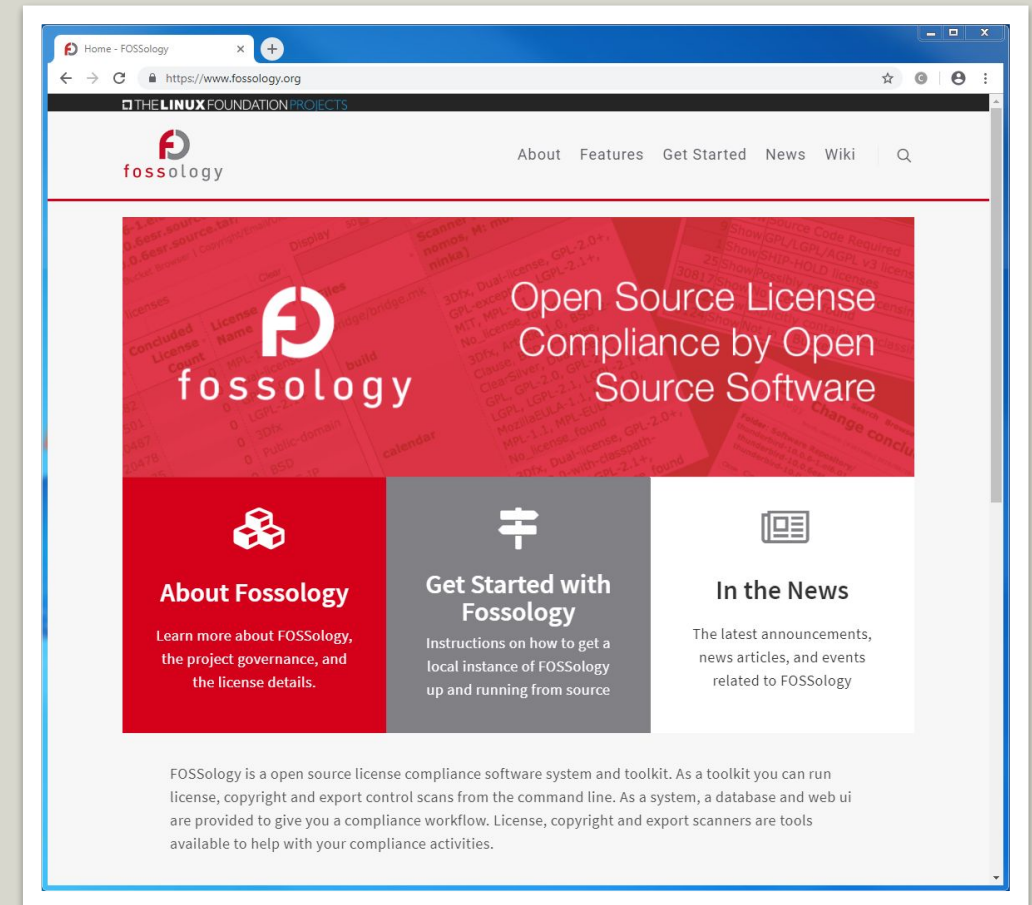 Home - FOSSology
https://www.fossology.org
THE LINUX FOUNDATION PROJECTS
fossology
About Features Get Started News Wiki
fossology
Open Source License
Compliance by Open
Source Software
About Fossology
Learn more about FOSSology,
the project governance, and
the license details.
Get Started with
Fossology
Instructions on how to get a
local instance of FOSSology
up and running from source
In the News
The latest announcements,
news articles, and events
related to FOSSology
FOSSology is a open source license compliance software system and toolkit. As a toolkit you can run
license, copyright and export control scans from the command line. As a system, a database and web ui
are provided to give you a compliance workflow. License, copyright and export scanners are tools
available to help with your compliance activities.